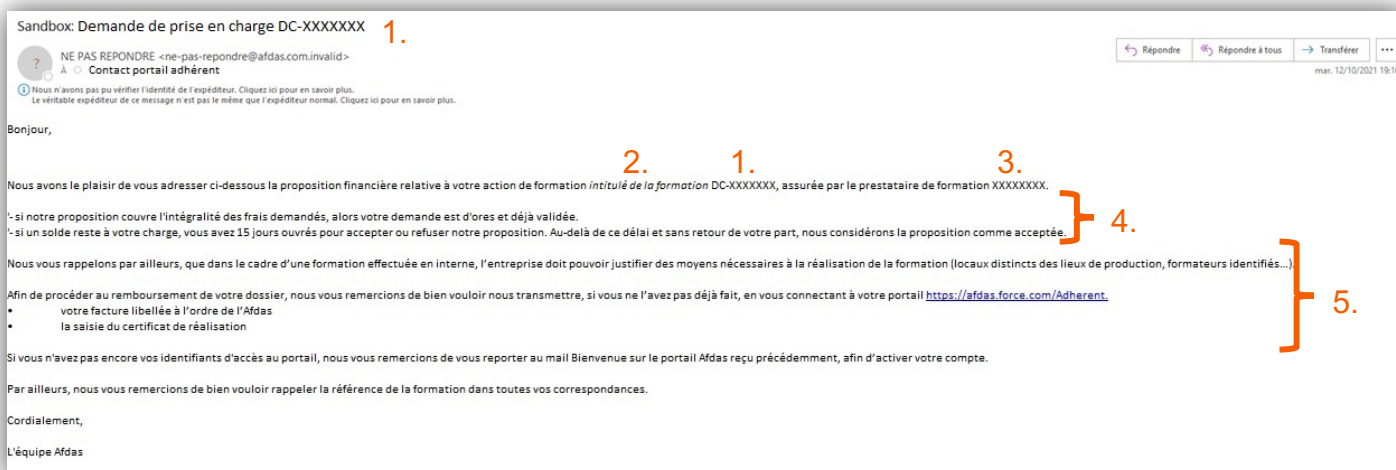 Sandbox: Demande de prise en charge DC-XXXXXXX 1.
NE PAS REPONDRE <ne-pas-repondre@afdas.com.invalid>
?
À Contact portail adhérent
Répondre Répondre à tous Transférer ...
mar. 12/10/2021 19:1
Nous n'avons pas pu vérifier l'identité de l'expéditeur. Cliquez ici pour en savoir plus.
Le véritable expéditeur de ce message n'est pas le même que l'expéditeur normal. Cliquez ici pour en savoir plus.
Bonjour,
2. 1. 3.
Nous avons le plaisir de vous adresser ci-dessous la proposition financière relative à votre action de formation intitulé de la formation DC-XXXXXXX, assurée par le prestataire de formation XXXXXXXX.
'- si notre proposition couvre l'intégralité des frais demandés, alors votre demande est d'ores et déjà validée.
'- si un solde reste à votre charge, vous avez 15 jours ouvrés pour accepter ou refuser notre proposition. Au-delà de ce délai et sans retour de votre part, nous considérons la proposition comme acceptée.
4.
Nous vous rappelons par ailleurs, que dans le cadre d'une formation effectuée en interne, l'entreprise doit pouvoir justifier des moyens nécessaires à la réalisation de la formation (locaux distincts des lieux de production, formateurs identifiés...).
Afin de procéder au remboursement de votre dossier, nous vous remercions de bien vouloir nous transmettre, si vous ne l'avez pas déjà fait, en vous connectant à votre portail https://afdas.force.com/Adherent.
• votre facture libellée à l'ordre de l'Afdas
5.
• la saisie du certificat de réalisation
Si vous n'avez pas encore vos identifiants d'accès au portail, nous vous remercions de vous reporter au mail Bienvenue sur le portail Afdas reçu précédemment, afin d'activer votre compte.
Par ailleurs, nous vous remercions de bien vouloir rappeler la référence de la formation dans toutes vos correspondances.
Cordialement,
L'équipe Afdas